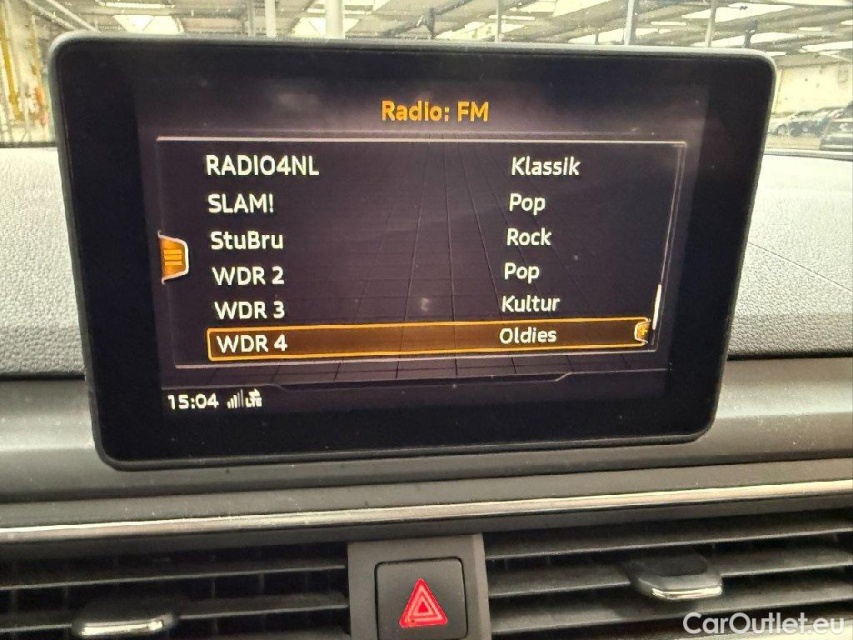 Radio: FM
RADIO4NL Klassik
SLAM! Pop
StuBru Rock
WDR 2 Pop
WDR 3 Kultur
WDR 4 Oldies
15:04
CarOutlet.eu